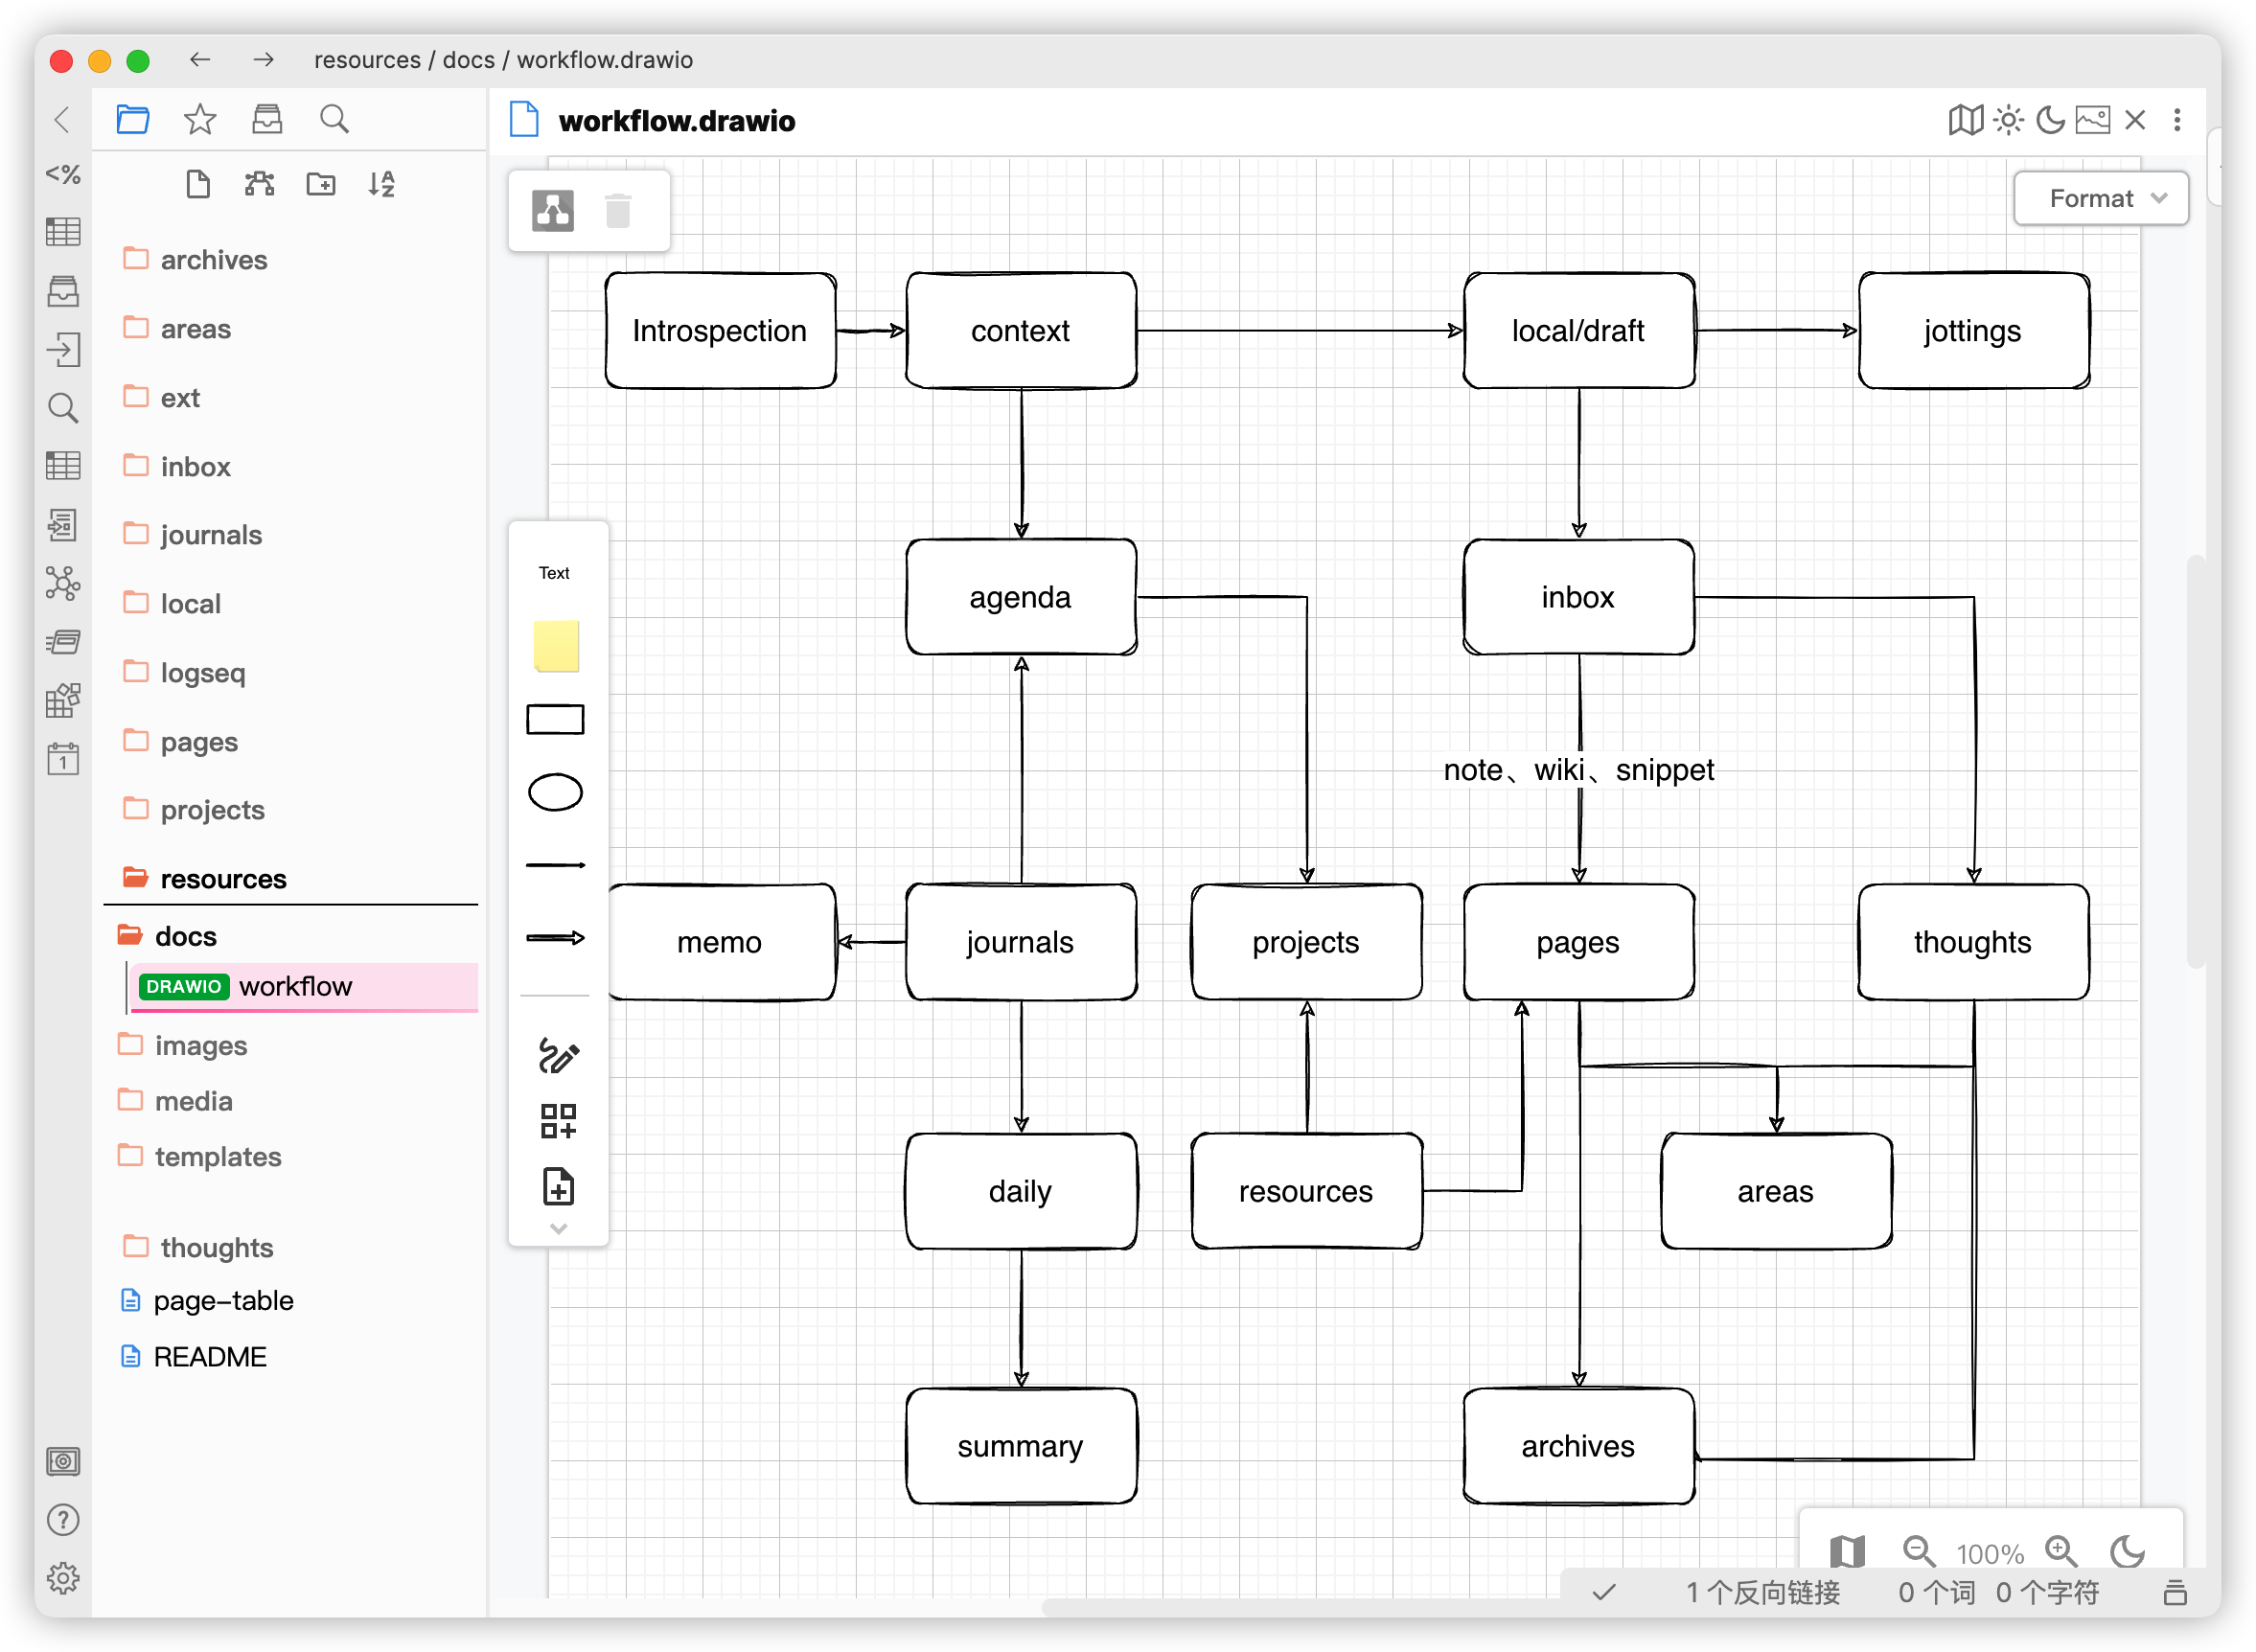 resources / docs / workflow.drawio
<%
workflow.drawio
A
Z
Format
archives
areas
ext
inbox
journals
local
logseq
pages
projects
resources
docs
DRAWIO workflow
images
media
templates
thoughts
page-table
README
1
?
Text
Introspection
context
local/draft
jottings
agenda
inbox
note、wiki、snippet
memo
journals
projects
pages
thoughts
daily
resources
areas
summary
archives
100%
1 个反向链接 0 个词 0 个字符